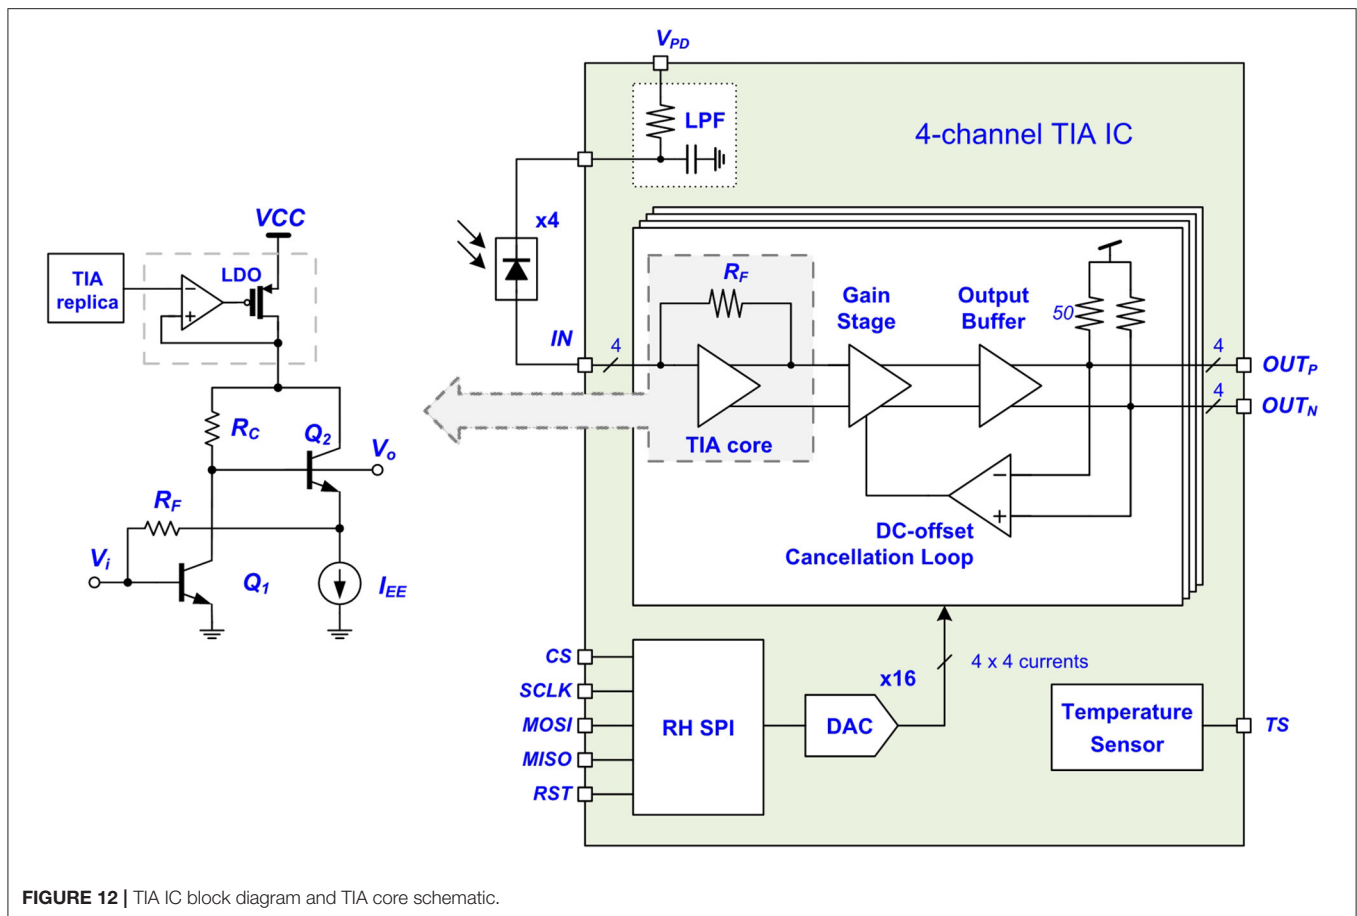 V_PD
LPF
4-channel TIA IC
x4
VCC
TIA
replica
LDO
−
+
R_F
Gain
Stage
Output
Buffer
50
IN
4
4
OUT_P
4
OUT_N
TIA core
R_C
Q_2
V_o
−
+
DC-offset
Cancellation Loop
R_F
V_i
Q_1
I_EE
CS
SCLK
MOSI
MISO
RST
RH SPI
x16
DAC
4 x 4 currents
Temperature
Sensor
TS
FIGURE 12 | TIA IC block diagram and TIA core schematic.